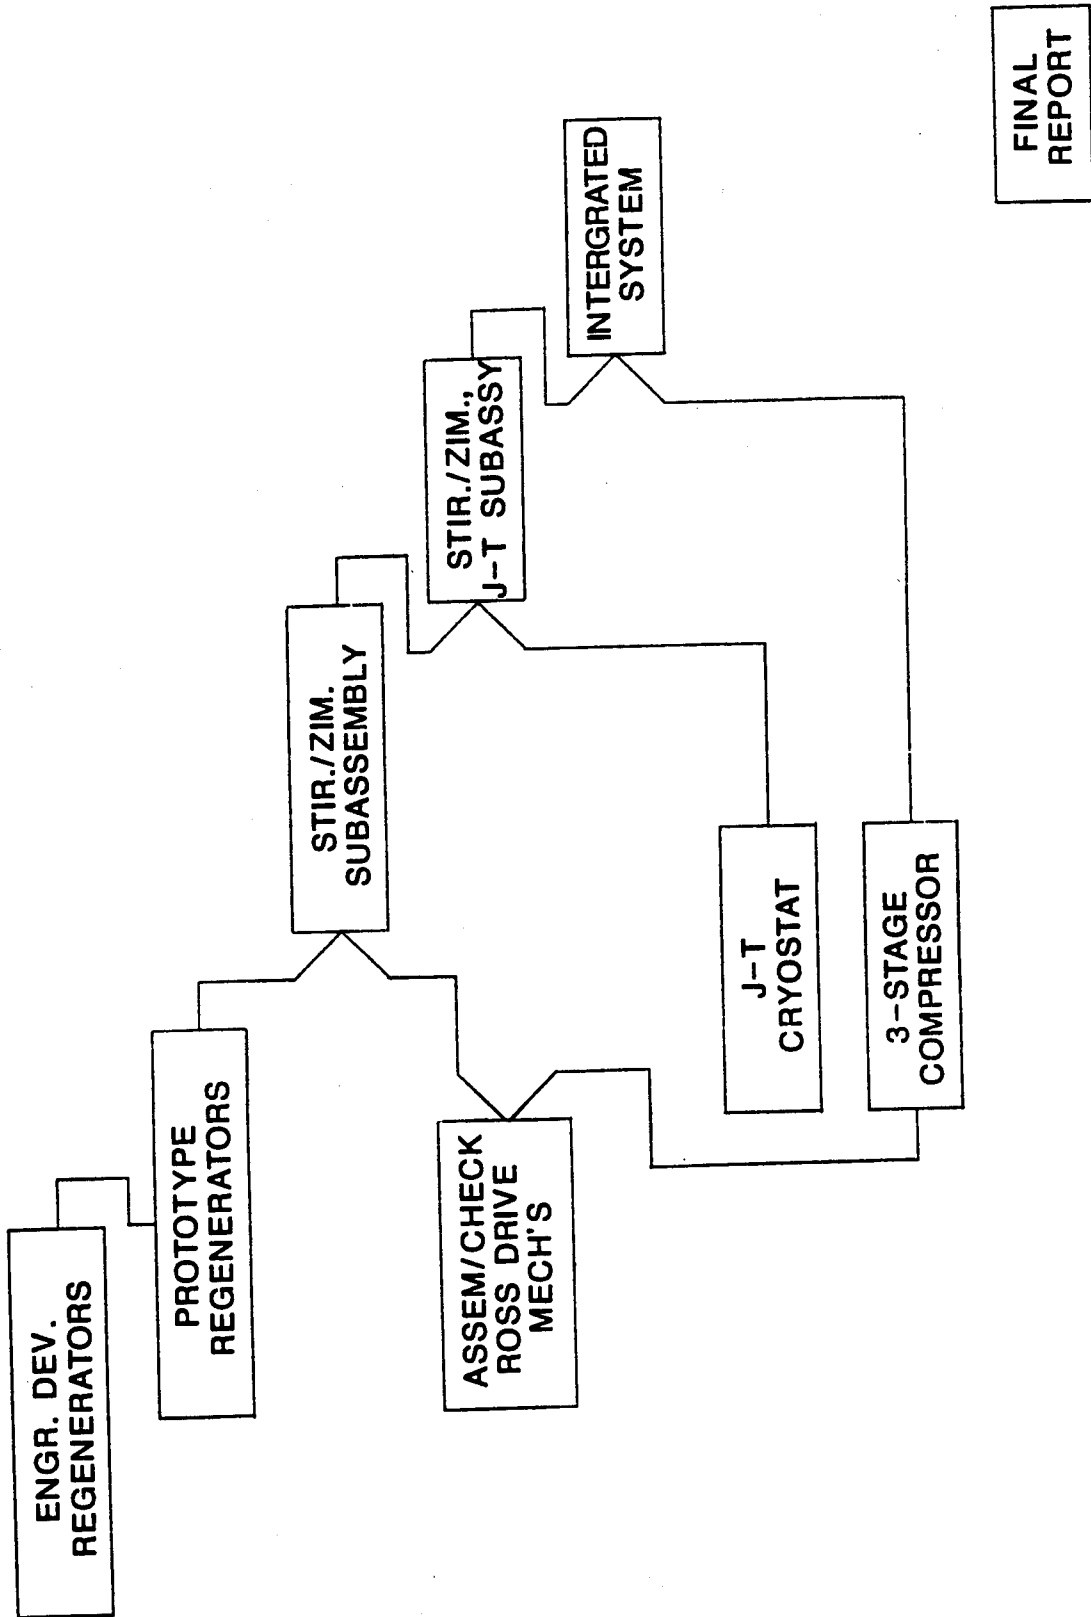 ENGR. DEV.
REGENERATORS
PROTOTYPE
REGENERATORS
STIR./ZIM.
SUBASSEMBLY
ASSEM/CHECK
ROSS DRIVE
MECH'S
STIR./ZIM.,
J-T SUBASSY
INTERGRATED
SYSTEM
J-T
CRYOSTAT
3-STAGE
COMPRESSOR
FINAL
REPORT